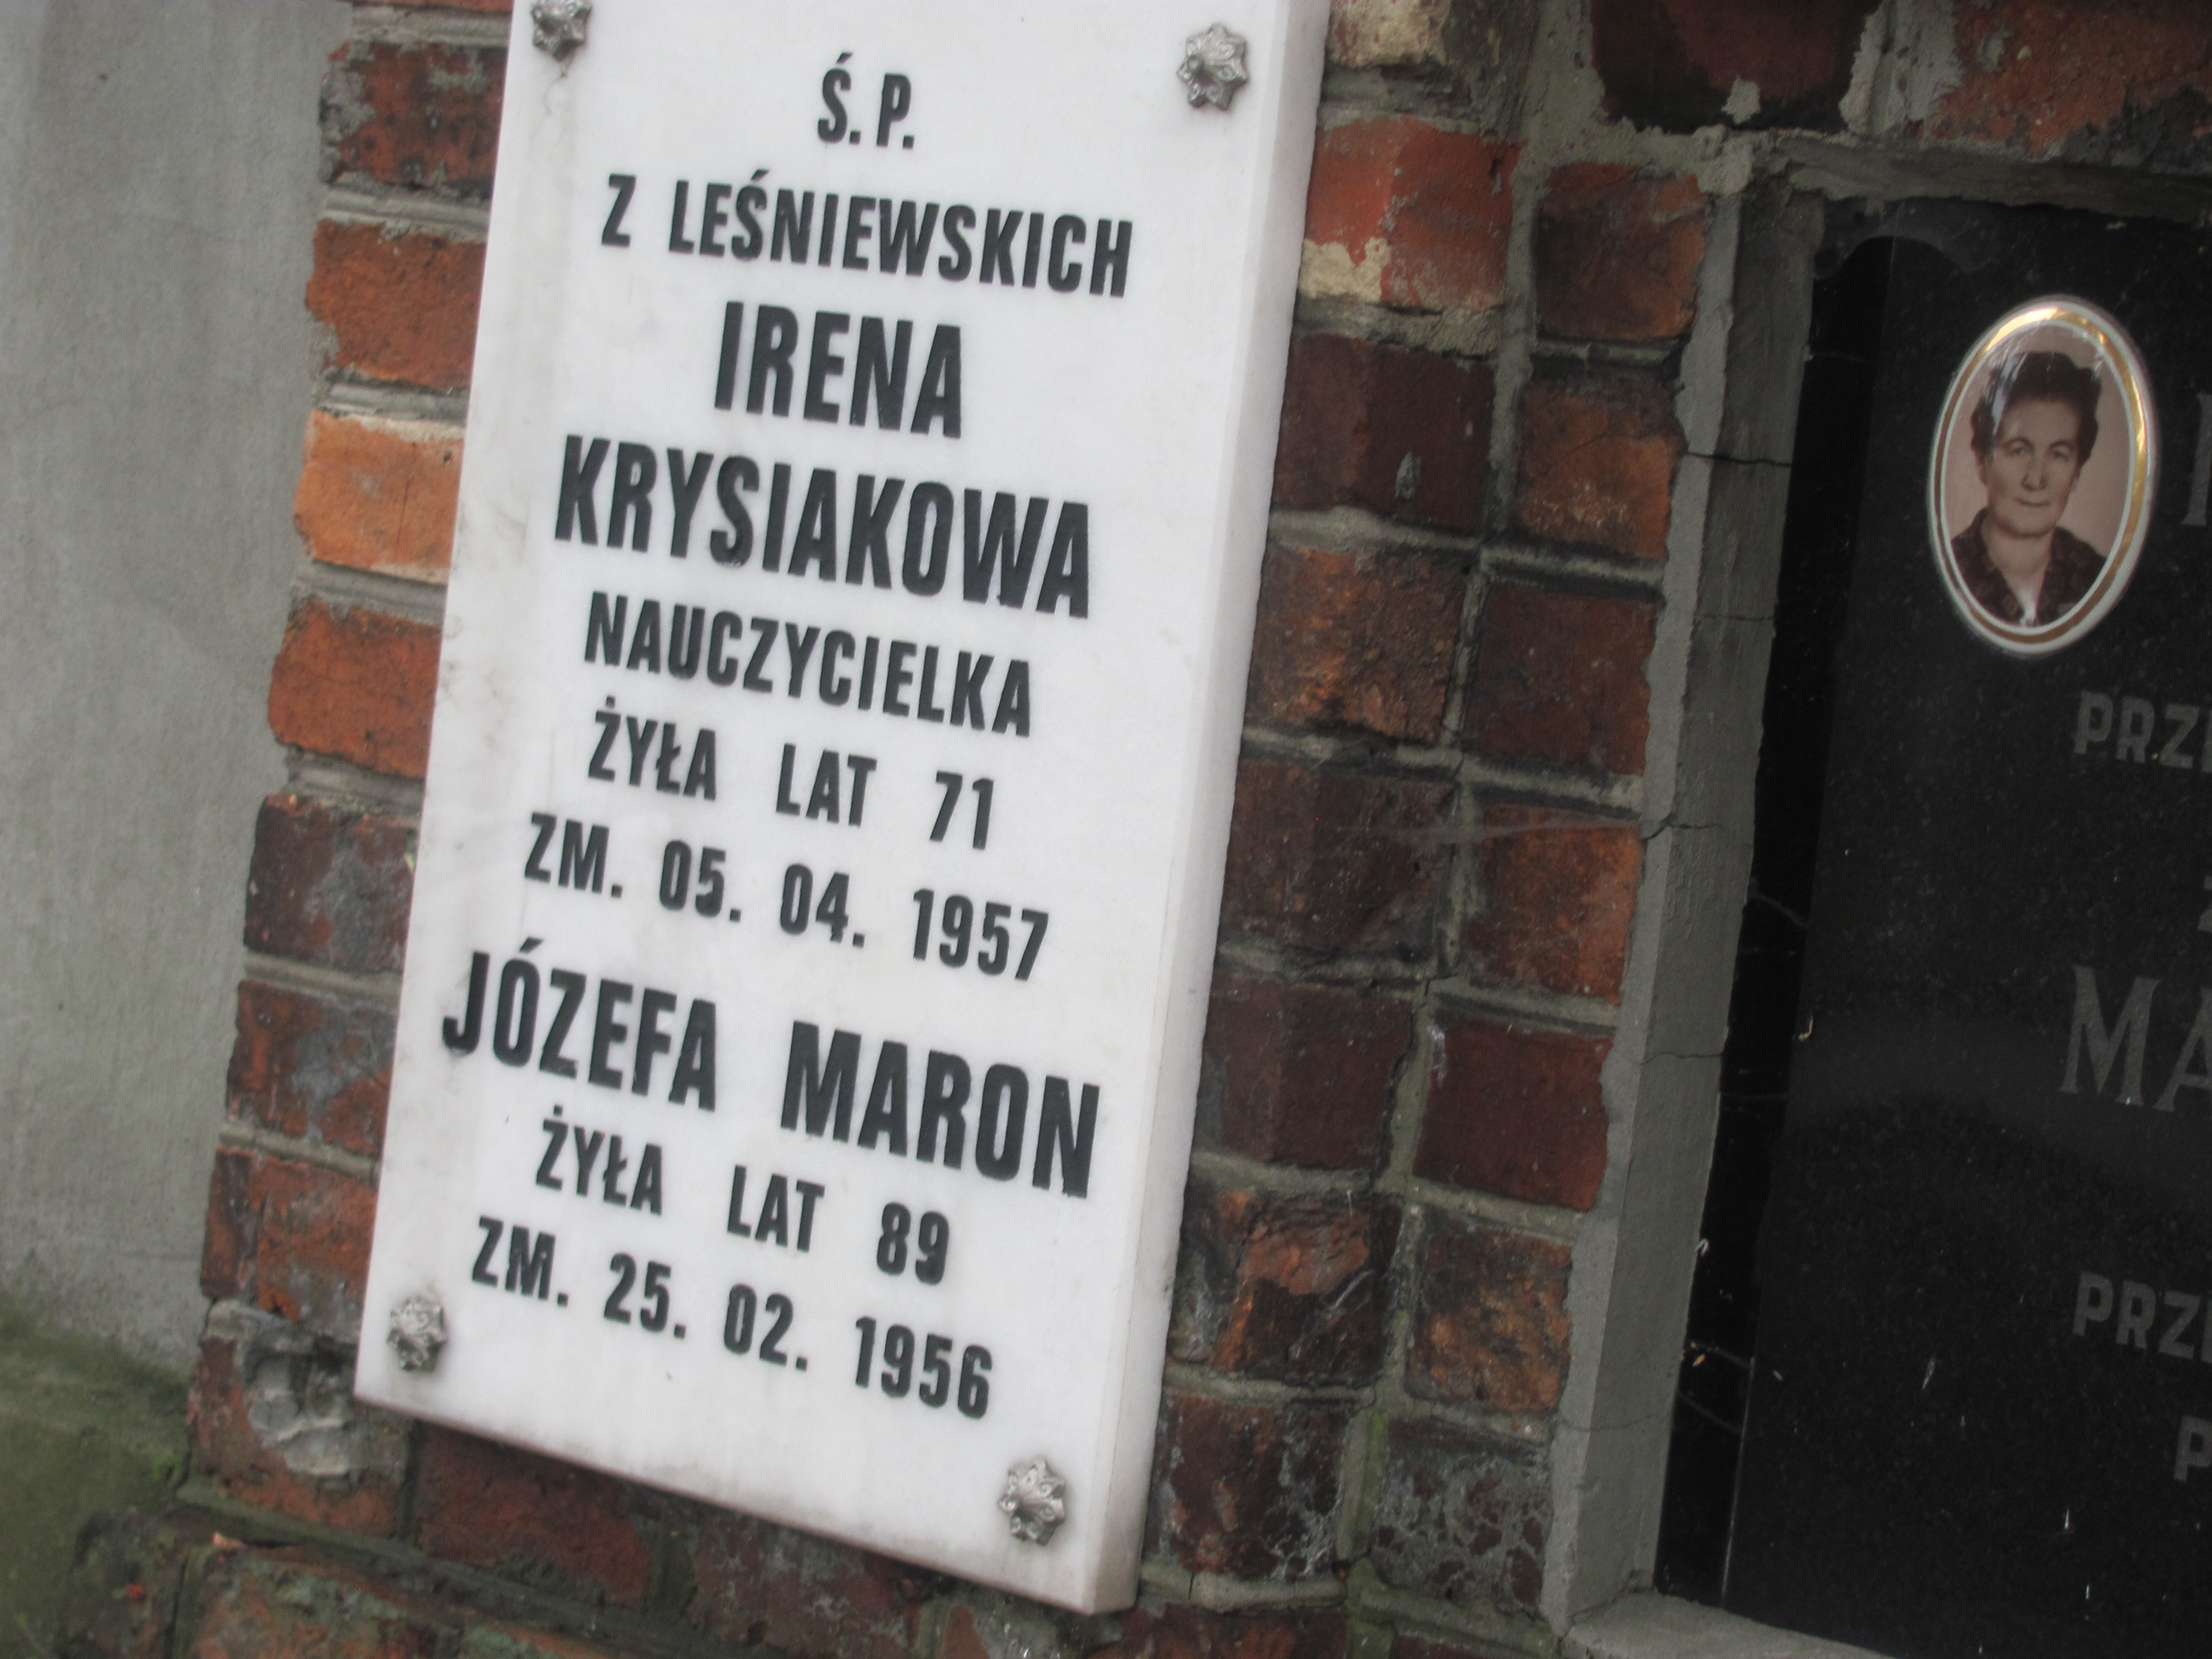 Ś. P.
Z LEŚNIEWSKICH
IRENA
KRYSIAKOWA
NAUCZYCIELKA
ŻYŁA LAT 71
ZM. 05. 04. 1957
JÓZEFA MARON
ŻYŁA LAT 89
ZM. 25. 02. 1956